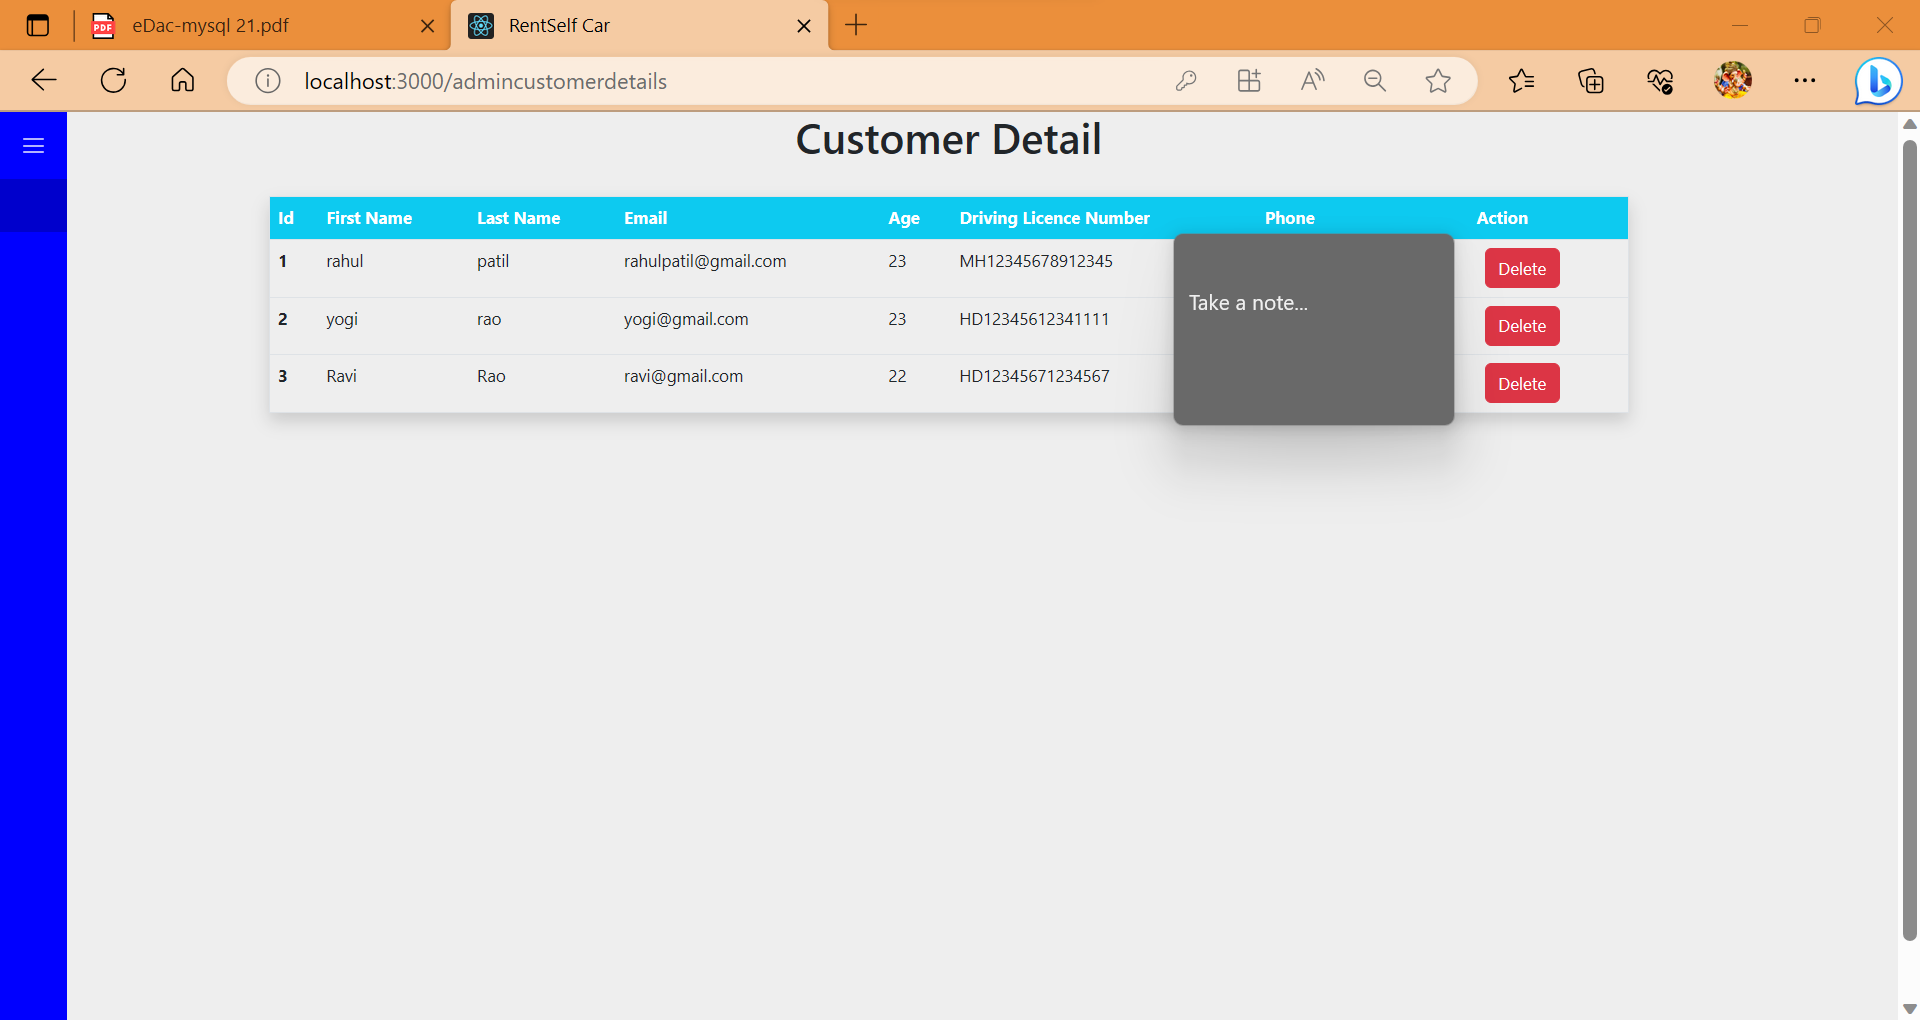 eDac-mysql 21.pdf
RentSelf Car
localhost:3000/admincustomerdetails
Customer Detail
Id First Name Last Name Email Age Driving Licence Number Phone Action
1 rahul patil rahulpatil@gmail.com 23 MH12345678912345 Delete
2 yogi rao yogi@gmail.com 23 HD12345612341111 Delete
3 Ravi Rao ravi@gmail.com 22 HD12345671234567 Delete
Take a note...